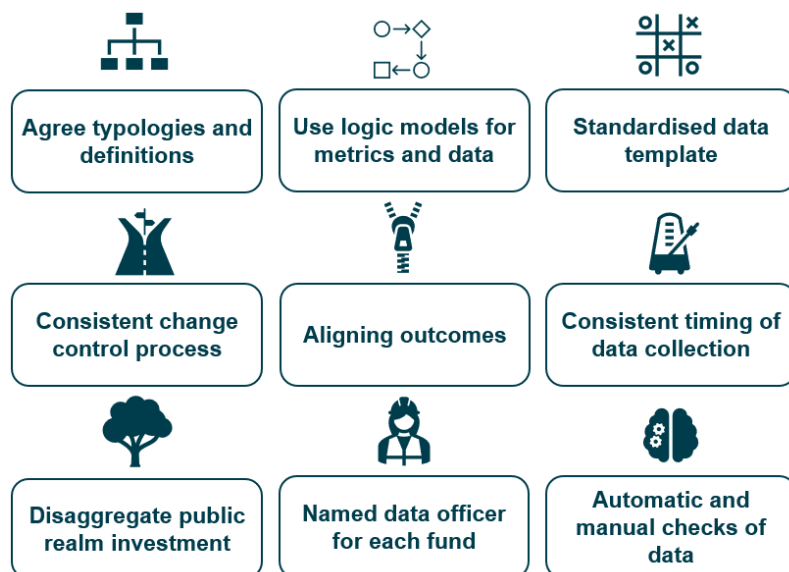 Agree typologies and
definitions
Use logic models for
metrics and data
Standardised data
template
Consistent change
control process
Aligning outcomes
Consistent timing of
data collection
Disaggregate public
realm investment
Named data officer
for each fund
Automatic and
manual checks of
data